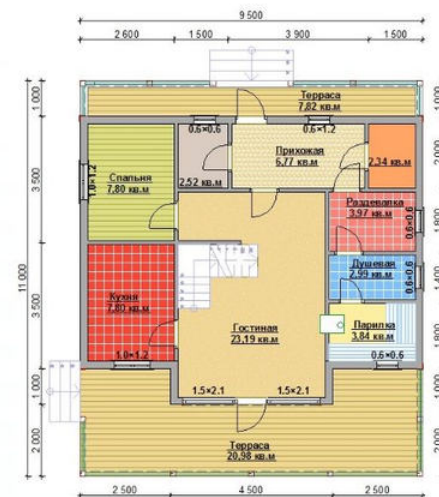 9 500
2 600
1 500
3 900
1 500
1 000
Терраса
7,82 кв.м
0.6×0.6
0.6×1.2
Прихожая
6,77 кв.м
2,34 кв.м
2,52 кв.м
2 000
3 500
11 000
1.0×1.2
Спальня
7,80 кв.м
Раздевалка
3,97 кв.м
0.6×0.6
1 800
Душевая
2,99 кв.м
0.6×0.6
1 400
3 500
Кухня
7,80 кв.м
Гостиная
23,19 кв.м
Парилка
3,84 кв.м
1 800
1.0×1.2
0.6×0.6
1 000
1.5×2.1
1.5×2.1
1 000
2 000
Терраса
20,98 кв.м
2 000
2 500
4 500
2 500